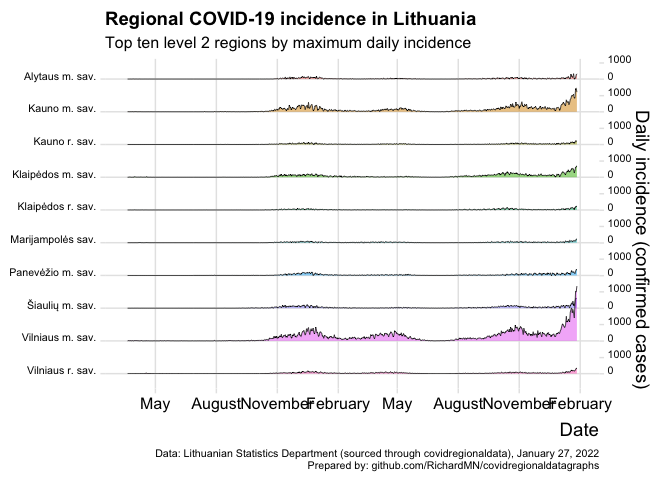 Regional COVID-19 incidence in Lithuania
Top ten level 2 regions by maximum daily incidence
Alytaus m. sav.
Kauno m. sav.
Kauno r. sav.
Klaipėdos m. sav.
Klaipėdos r. sav.
Marijampolės sav.
Panevėžio m. sav.
Šiaulių m. sav.
Vilniaus m. sav.
Vilniaus r. sav.
1000
0
1000
0
1000
0
1000
0
1000
0
1000
0
1000
0
1000
0
1000
0
1000
0
Daily incidence (confirmed cases)
May August November February May August November February
Date
Data: Lithuanian Statistics Department (sourced through covidregionaldata), January 27, 2022
Prepared by: github.com/RichardMN/covidregionaldatagraphs